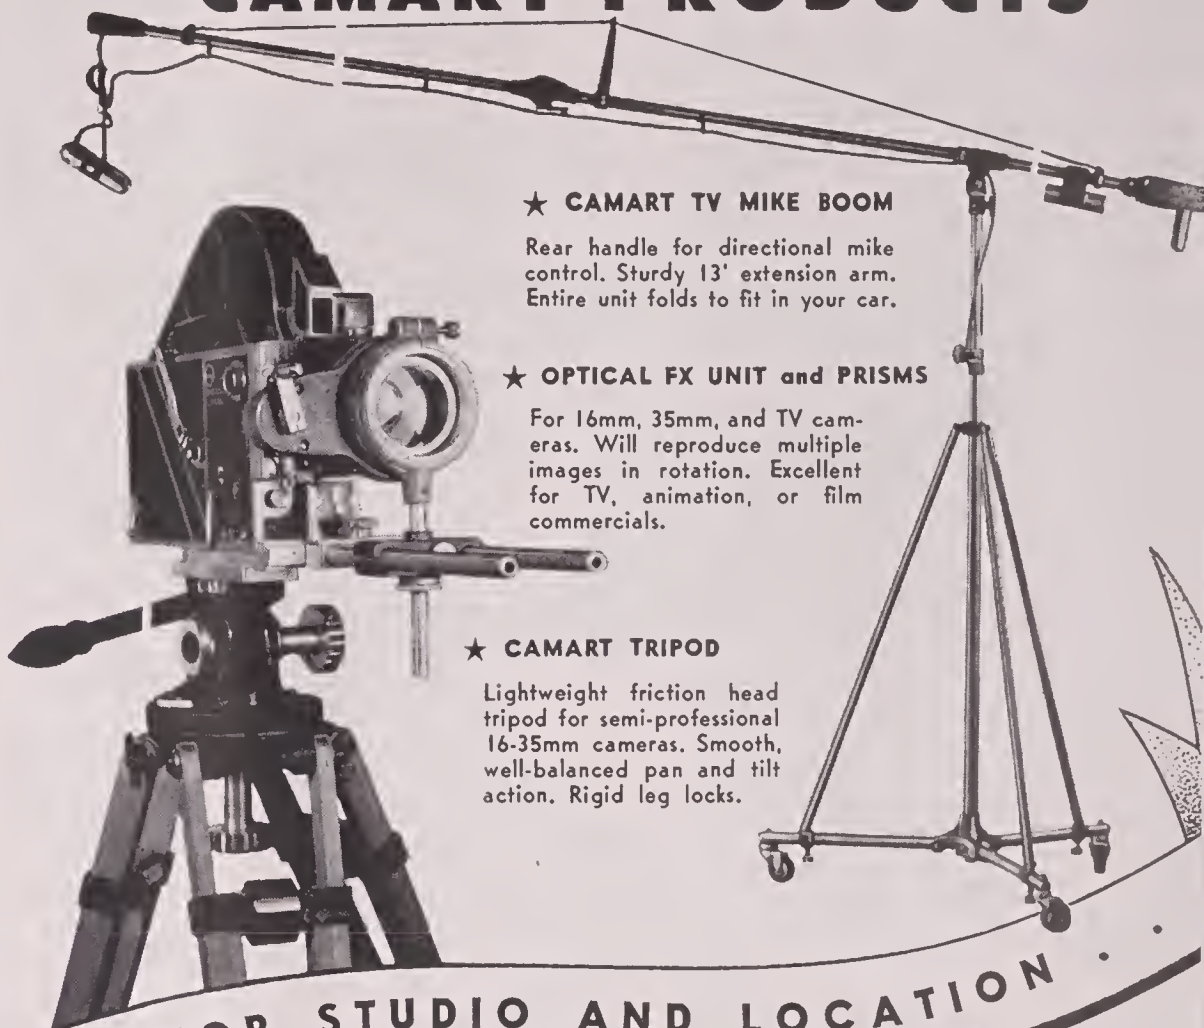 CAMART PRODUCTS
★ CAMART TV MIKE BOOM
Rear handle for directional mike
control. Sturdy 13' extension arm.
Entire unit folds to fit in your car.
★ OPTICAL FX UNIT and PRISMS
For 16mm, 35mm, and TV cam-
eras. Will reproduce multiple
images in rotation. Excellent
for TV, animation, or film
commercials.
★ CAMART TRIPOD
Lightweight friction head
tripod for semi-professional
16-35mm cameras. Smooth,
well-balanced pan and tilt
action. Rigid leg locks.
FOR STUDIO AND LOCATION . .